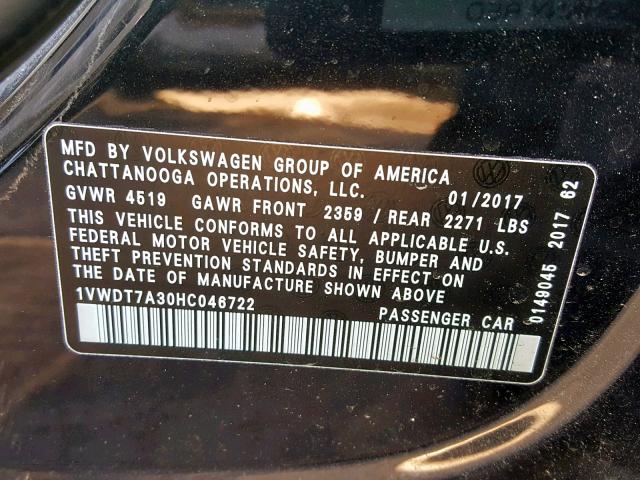 MFD BY VOLKSWAGEN GROUP OF AMERICA
CHATTANOOGA OPERATIONS, LLC. 01/2017
GVWR 4519 GAWR FRONT 2359 / REAR 2271 LBS
THIS VEHICLE CONFORMS TO ALL APPLICABLE U.S.
FEDERAL MOTOR VEHICLE SAFETY, BUMPER AND
THEFT PREVENTION STANDARDS IN EFFECT ON
THE DATE OF MANUFACTURE SHOWN ABOVE
1VWDT7A30HC046722 PASSENGER CAR
0149045 2017 62